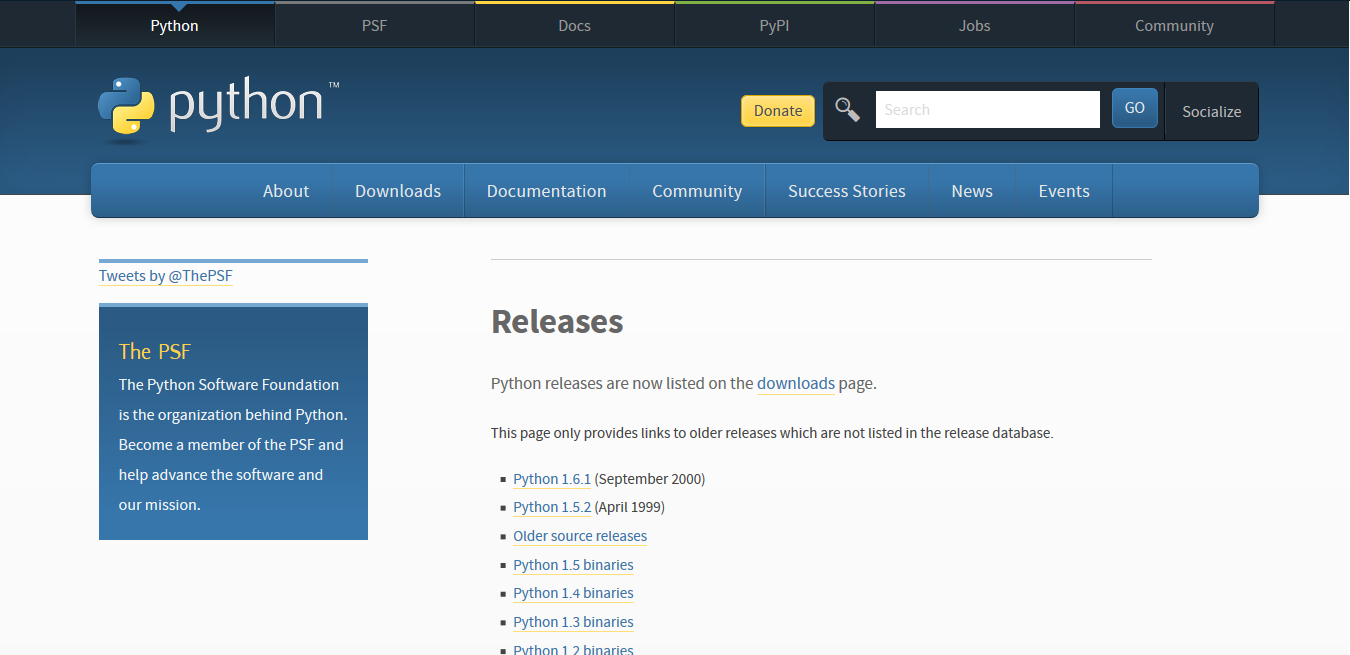 Python
PSF
Docs
PyPI
Jobs
Community
python™
Donate
Search
GO
Socialize
About
Downloads
Documentation
Community
Success Stories
News
Events
Tweets by @ThePSF
The PSF
The Python Software Foundation
is the organization behind Python.
Become a member of the PSF and
help advance the software and
our mission.
Releases
Python releases are now listed on the downloads page.
This page only provides links to older releases which are not listed in the release database.
Python 1.6.1 (September 2000)
Python 1.5.2 (April 1999)
Older source releases
Python 1.5 binaries
Python 1.4 binaries
Python 1.3 binaries
Python 1.2 binaries